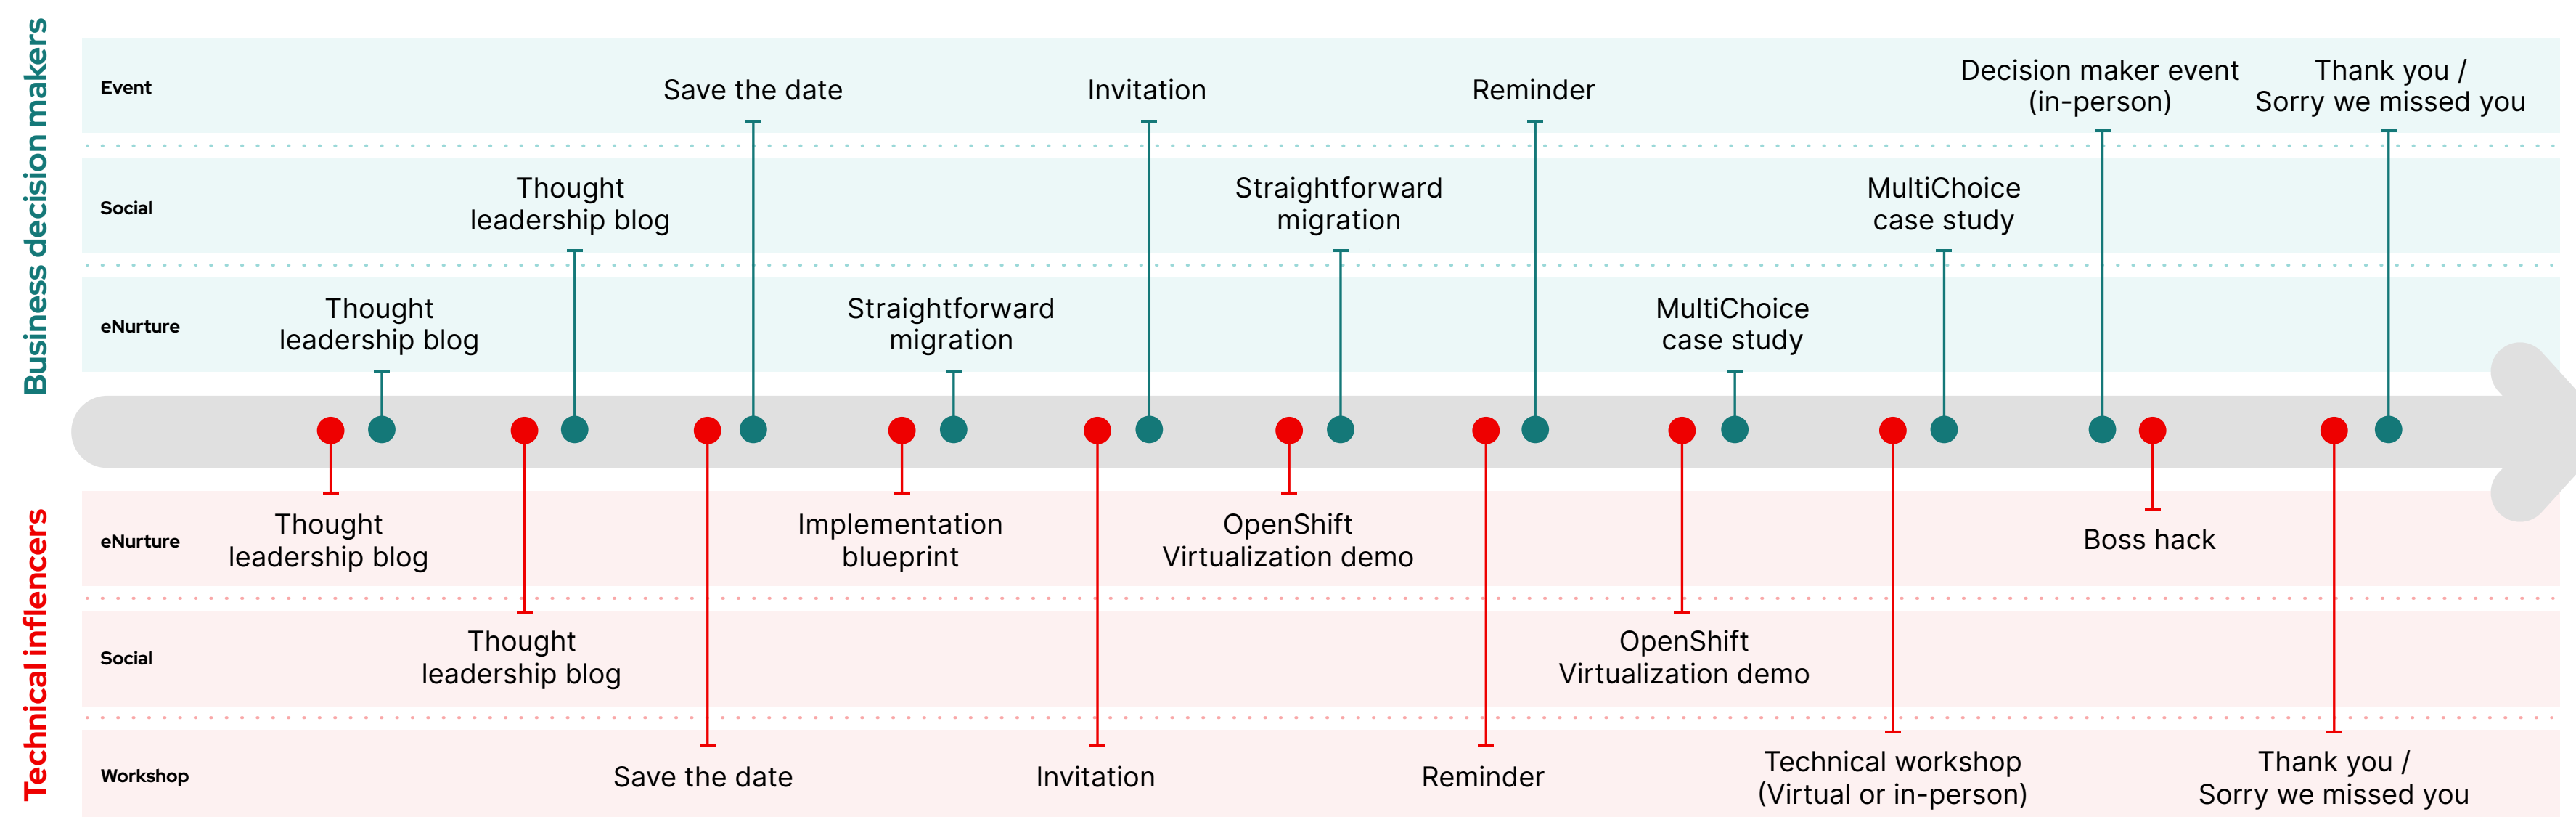 Business decision makers
Event
Save the date
Invitation
Reminder
Decision maker event
(in-person)
Thank you /
Sorry we missed you
Social
Thought
leadership blog
Straightforward
migration
MultiChoice
case study
eNurture
Thought
leadership blog
Straightforward
migration
MultiChoice
case study
Technical inflencers
eNurture
Thought
leadership blog
Implementation
blueprint
OpenShift
Virtualization demo
Boss hack
Social
Thought
leadership blog
OpenShift
Virtualization demo
Workshop
Save the date
Invitation
Reminder
Technical workshop
(Virtual or in-person)
Thank you /
Sorry we missed you